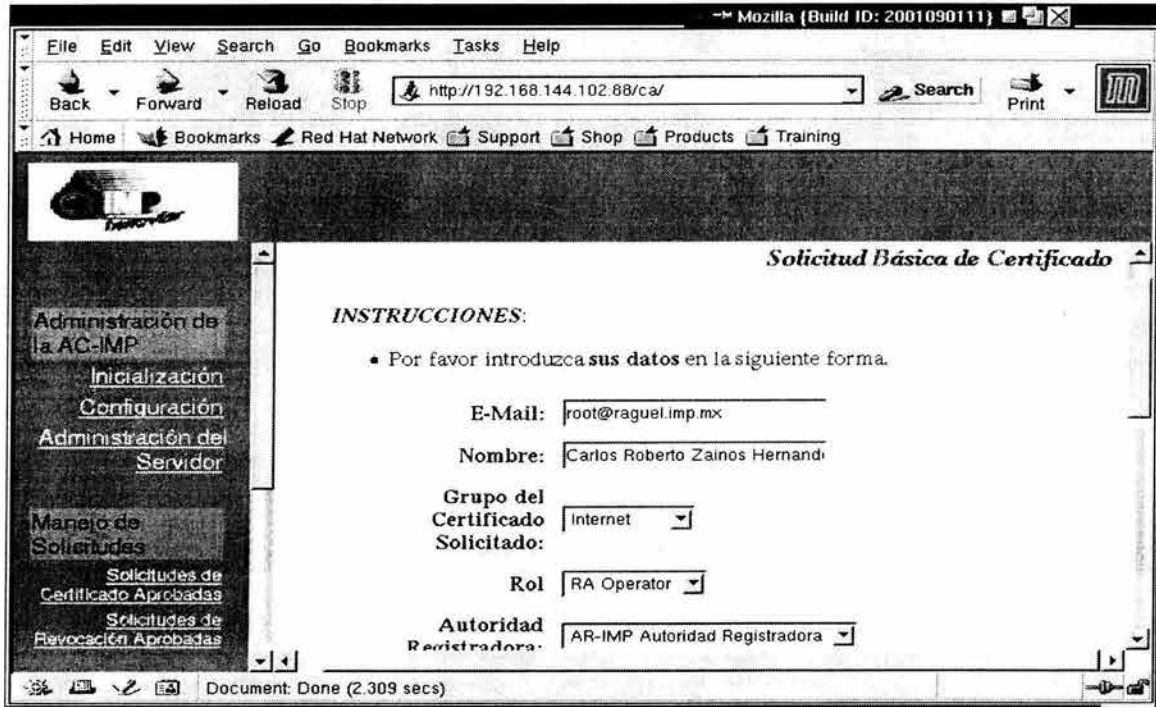 Mozilla {Build ID: 2001090111}
File Edit View Search Go Bookmarks Tasks Help
Back Forward Reload Stop http://192.168.144.102.88/ca/ Search Print
Home Bookmarks Red Hat Network Support Shop Products Training
Solicitud Básica de Certificado
Administración de
la AC-IMP
Inicialización
Configuración
Administración del
Servidor
Manejo de
Solicitudes
Solicitudes de
Certificado Aprobadas
Solicitudes de
Revocación Aprobadas
INSTRUCCIONES:
• Por favor introduzca sus datos en la siguiente forma.
E-Mail: root@raguel.imp.mx
Nombre: Carlos Roberto Zainos Hernand
Grupo del
Certificado Internet
Solicitado:
Rol RA Operator
Autoridad
Registradora: AR-IMP Autoridad Registradora
Document: Done (2.309 secs)